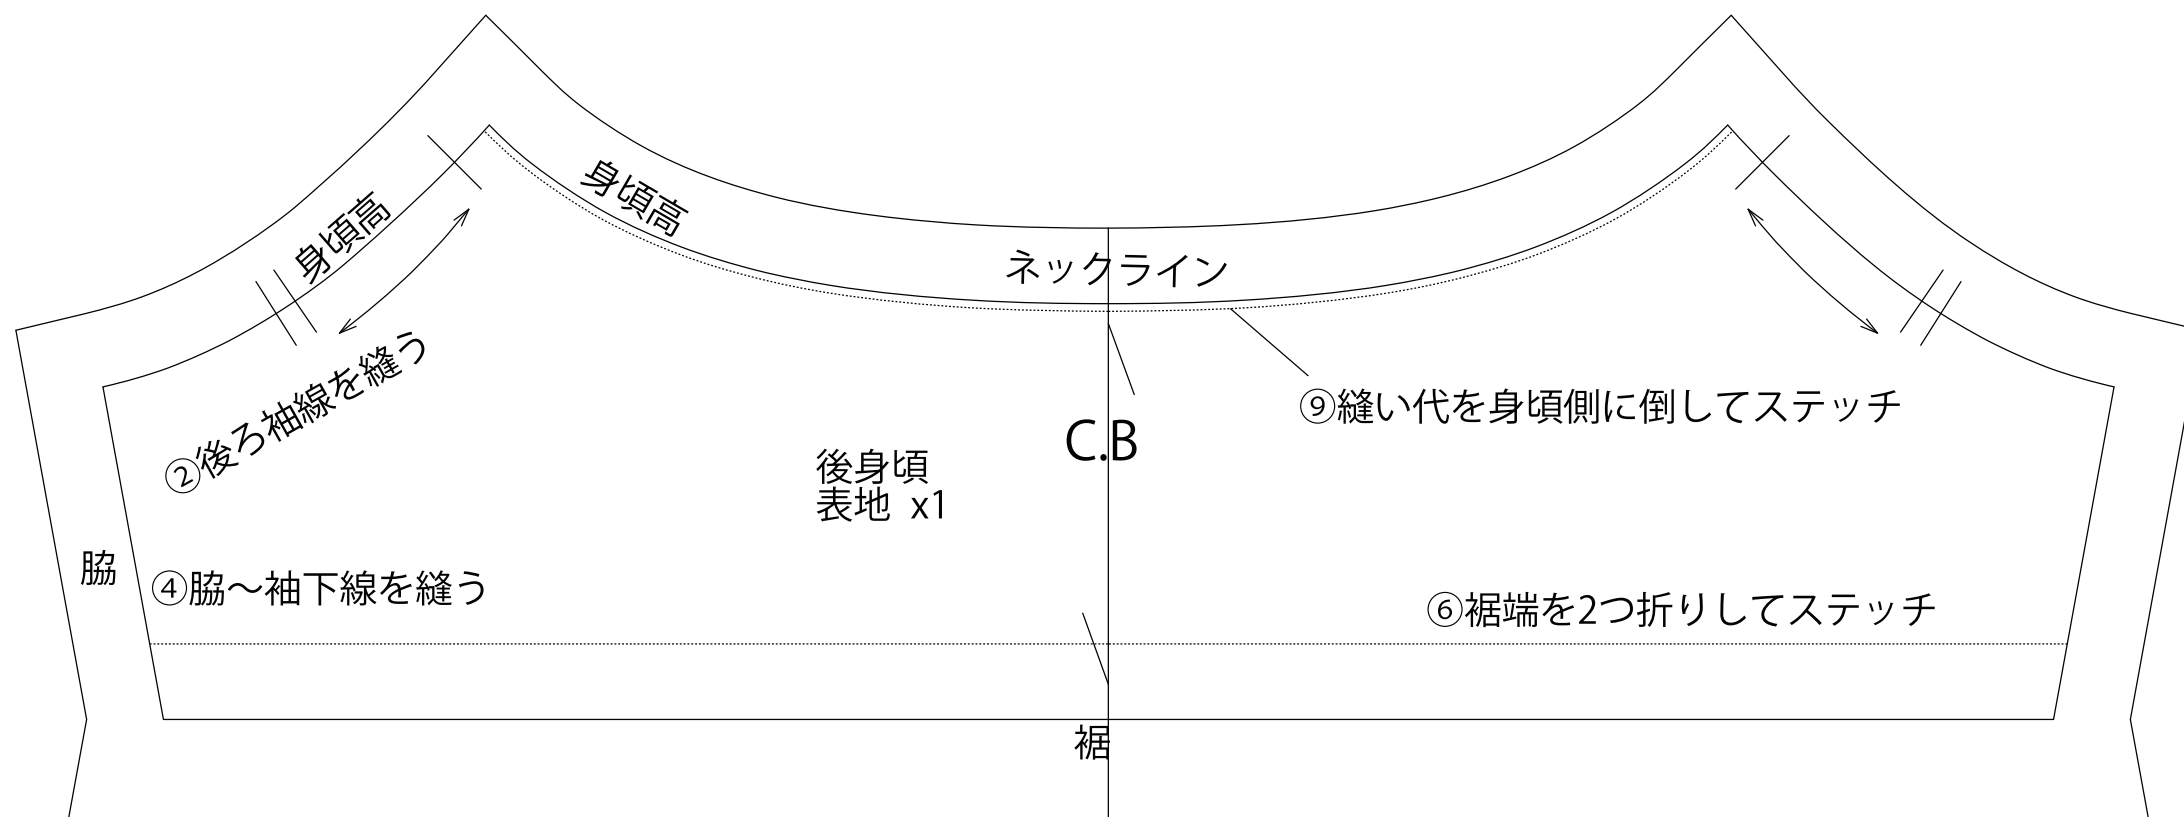 身頃高
身頃高
ネックライン
②後ろ袖線を縫う
⑨縫い代を身頃側に倒してステッチ
C.B
後身頃
表地 x1
脇
④脇〜袖下線を縫う
⑥裾端を2つ折りしてステッチ
裾